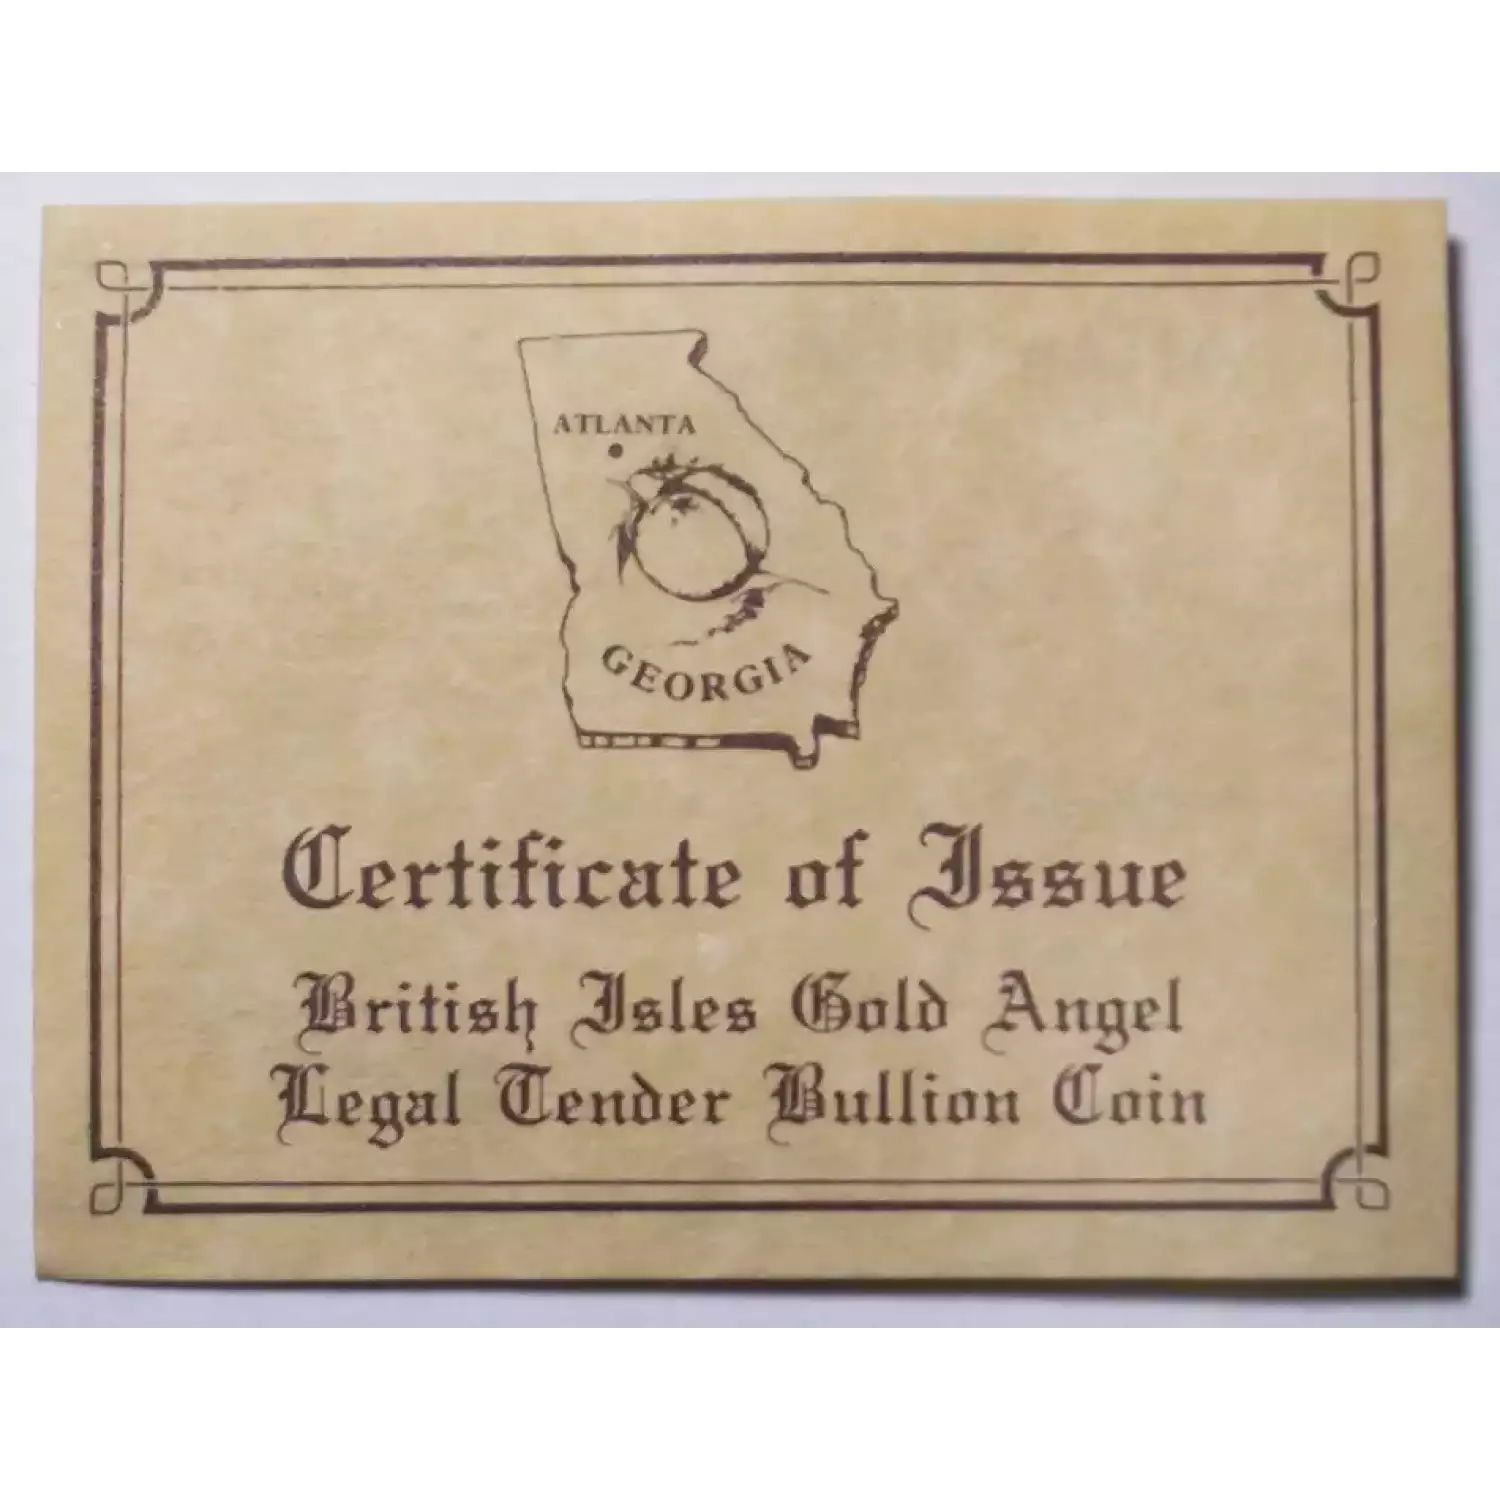 ATLANTA
GEORGIA
Certificate of Issue
British Isles Gold Angel
Legal Tender Bullion Coin